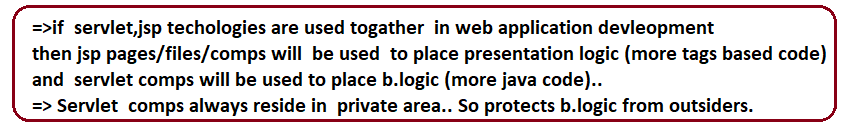 =>if servlet,jsp techologies are used togather in web application devleopment
then jsp pages/files/comps will be used to place presentation logic (more tags based code)
and servlet comps will be used to place b.logic (more java code)..
=> Servlet comps always reside in private area.. So protects b.logic from outsiders.